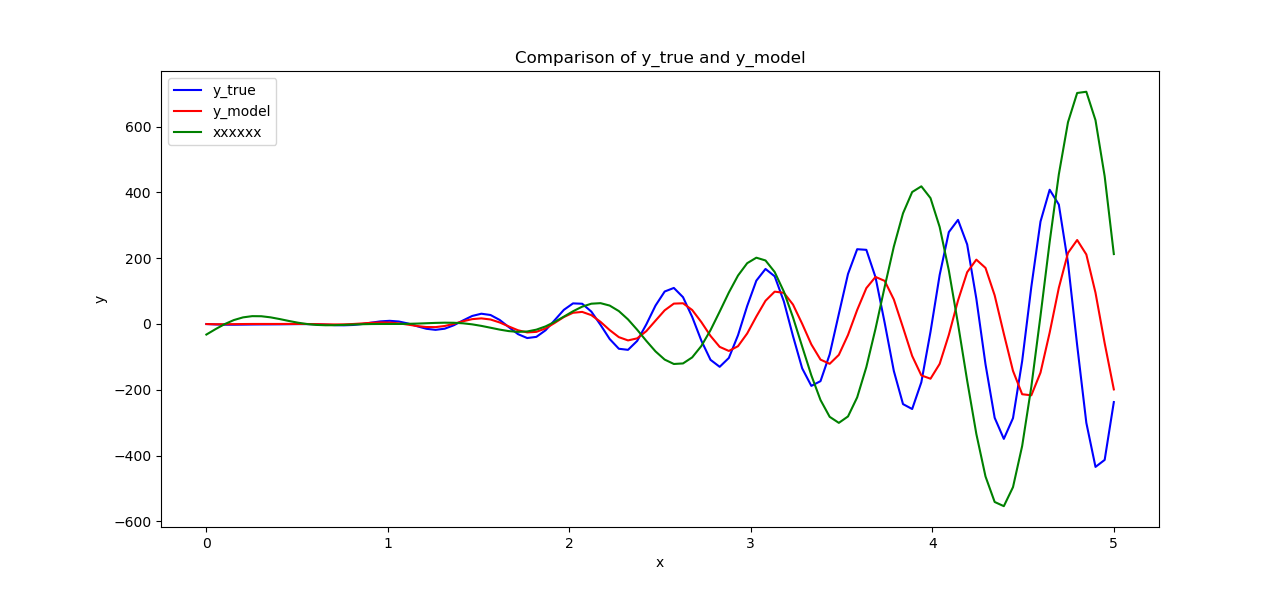 Comparison of y_true and y_model
y_true
y_model
xxxxxx
600
400
200
0
−200
−400
−600
y
0 1 2 3 4 5
x